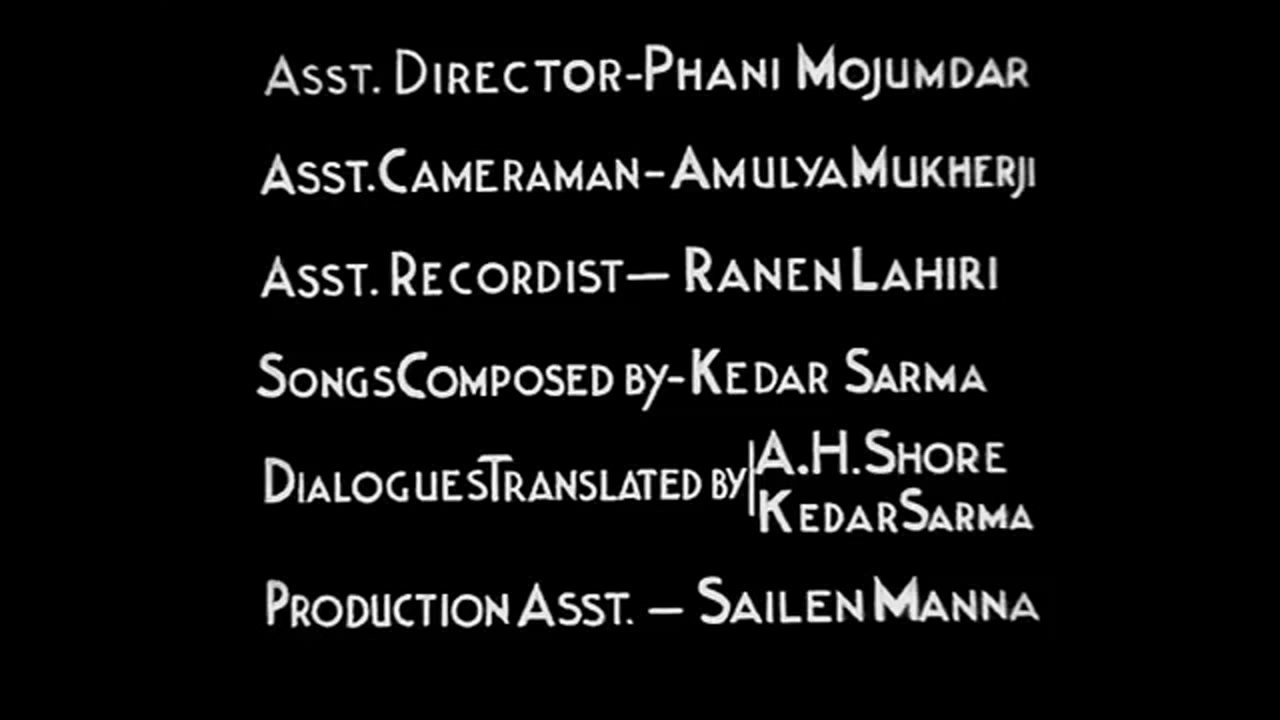 ASST. DIRECTOR-PHANI MOJUMDAR
ASST. CAMERAMAN-AMULYA MUKHERJI
ASST. RECORDIST— RANEN LAHIRI
SONGS COMPOSED BY-KEDAR SARMA
DIALOGUES TRANSLATED BY A.H. SHORE
KEDAR SARMA
PRODUCTION ASST. — SAILEN MANNA